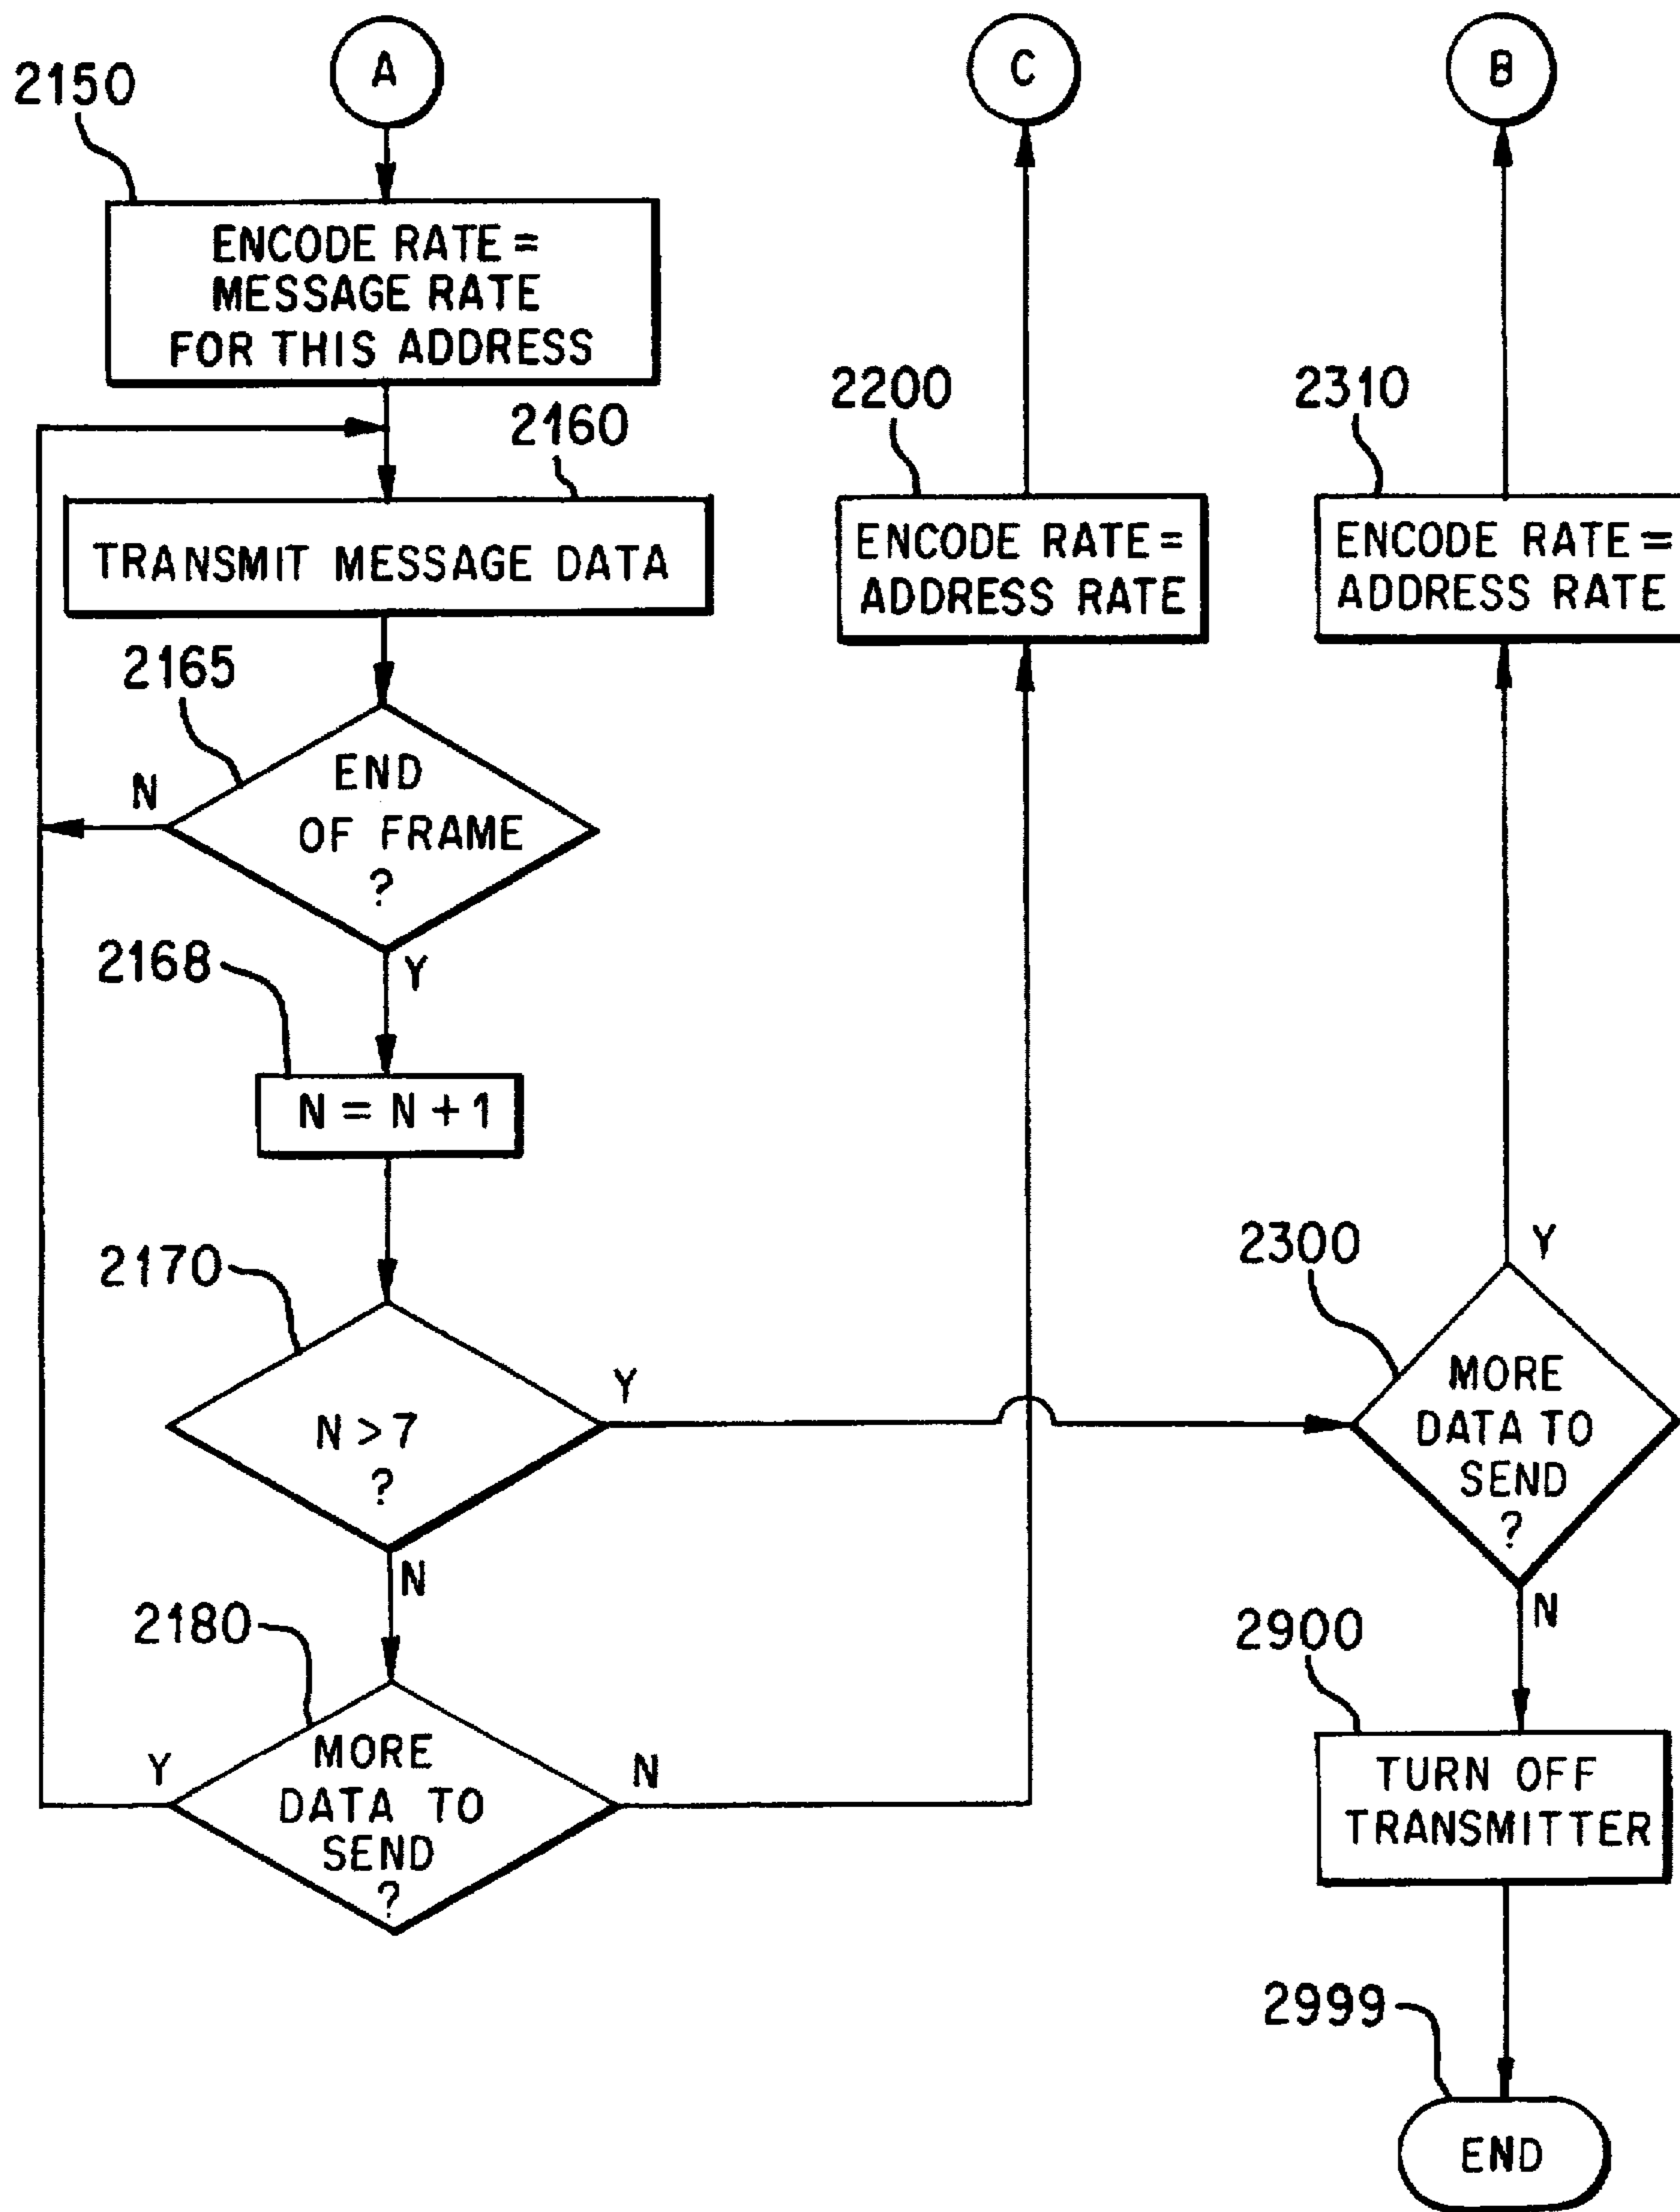 A
C
B
2150
ENCODE RATE =
MESSAGE RATE
FOR THIS ADDRESS
2160
TRANSMIT MESSAGE DATA
2165
END
OF FRAME
?
N
Y
2168
N = N + 1
2170
N > 7
?
Y
N
2180
MORE
DATA TO
SEND
?
Y
N
2200
ENCODE RATE =
ADDRESS RATE
2310
ENCODE RATE =
ADDRESS RATE
2300
MORE
DATA TO
SEND
?
Y
N
2900
TURN OFF
TRANSMITTER
2999
END